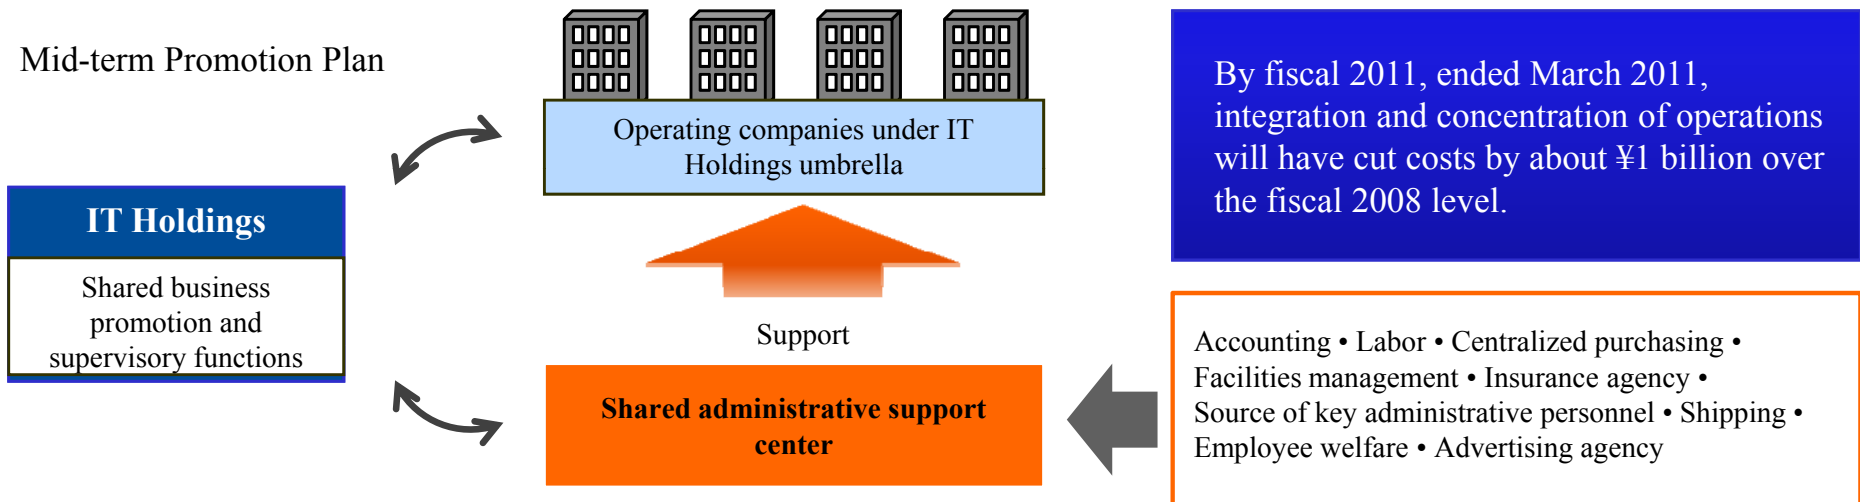 Mid-term Promotion Plan
Operating companies under IT
Holdings umbrella
By fiscal 2011, ended March 2011,
integration and concentration of operations
will have cut costs by about ¥1 billion over
the fiscal 2008 level.
IT Holdings
Shared business
promotion and
supervisory functions
Support
Shared administrative support
center
Accounting • Labor • Centralized purchasing •
Facilities management • Insurance agency •
Source of key administrative personnel • Shipping •
Employee welfare • Advertising agency